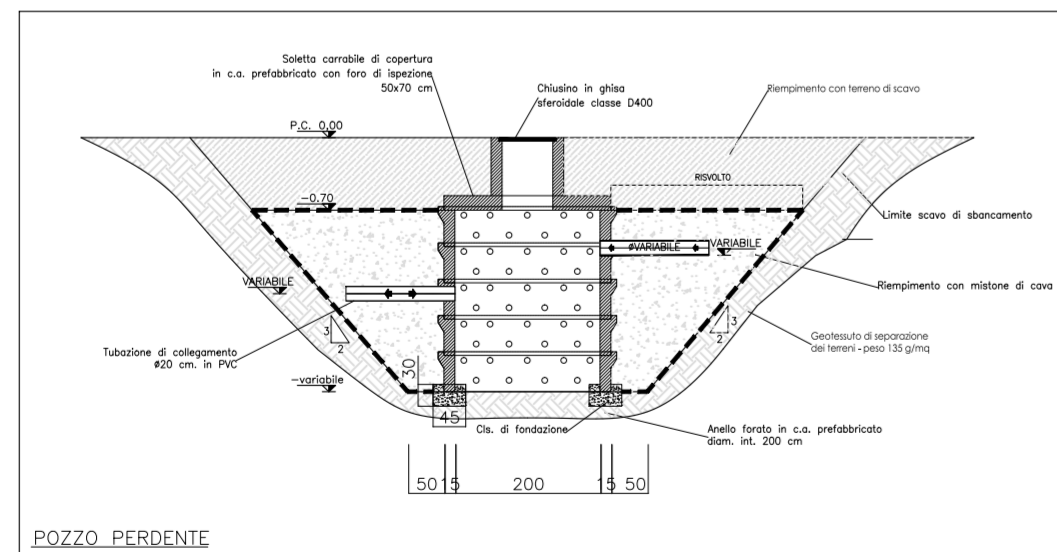 Soletta carrabile di copertura
in c.a. prefabbricato con foro di ispezione
50x70 cm
Chiusino in ghisa
sferoidale classe D400
Riempimento con terreno di scavo
P.C. 0,00
RISVOLTO
-0.70
Limite scavo di sbancamento
øVARIABILE
VARIABILE
VARIABILE
Riempimento con mistone di cava
3
2
3
2
Geotessuto di separazione
dei terreni - peso 135 g/mq
Tubazione di collegamento
ø20 cm. in PVC
-variabile
30
45
Cls. di fondazione
Anello forato in c.a. prefabbricato
diam. int. 200 cm
50 15 200 15 50
POZZO PERDENTE